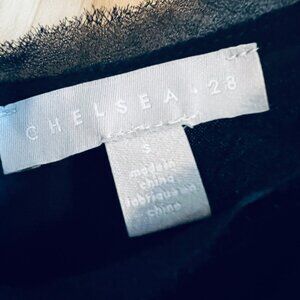 CHELSEA • 28
S
made in
china
fabriqué en
chine